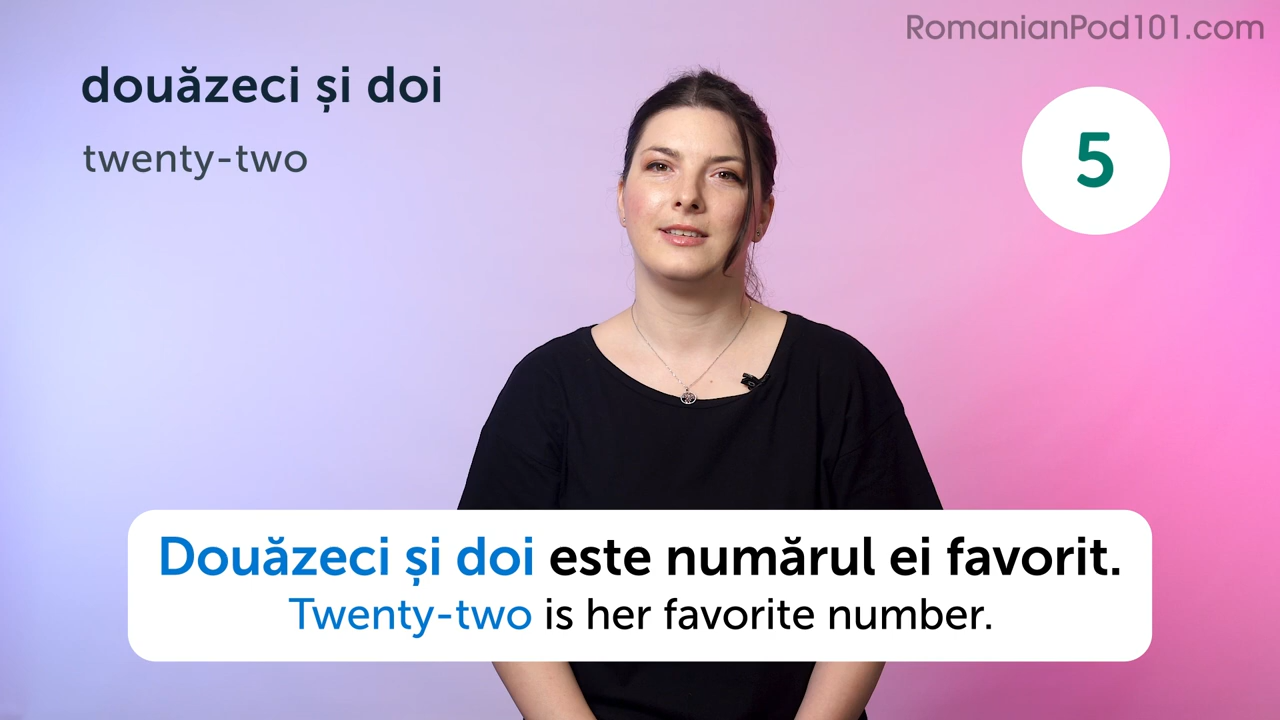 RomanianPod101.com
douăzeci și doi
twenty-two
5
Douăzeci și doi este numărul ei favorit.
Twenty-two is her favorite number.